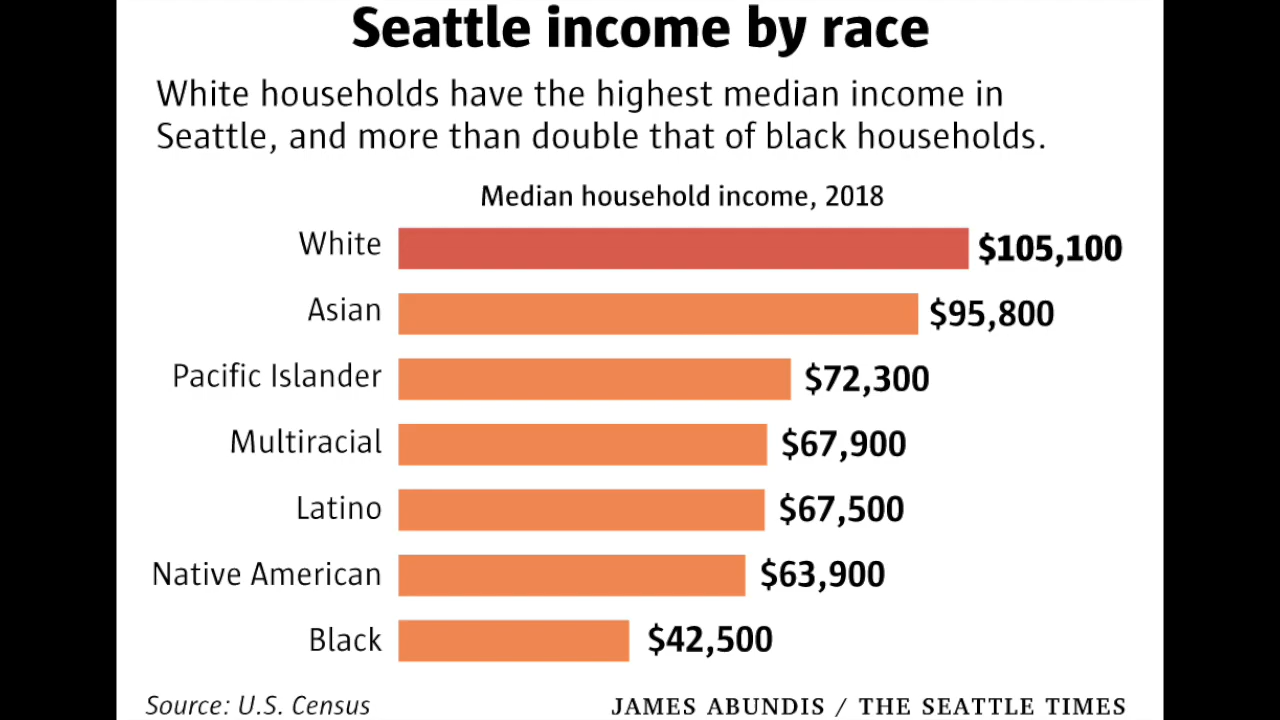 Seattle income by race
White households have the highest median income in
Seattle, and more than double that of black households.
Median household income, 2018
White $105,100
Asian $95,800
Pacific Islander $72,300
Multiracial $67,900
Latino $67,500
Native American $63,900
Black $42,500
Source: U.S. Census JAMES ABUNDIS / THE SEATTLE TIMES